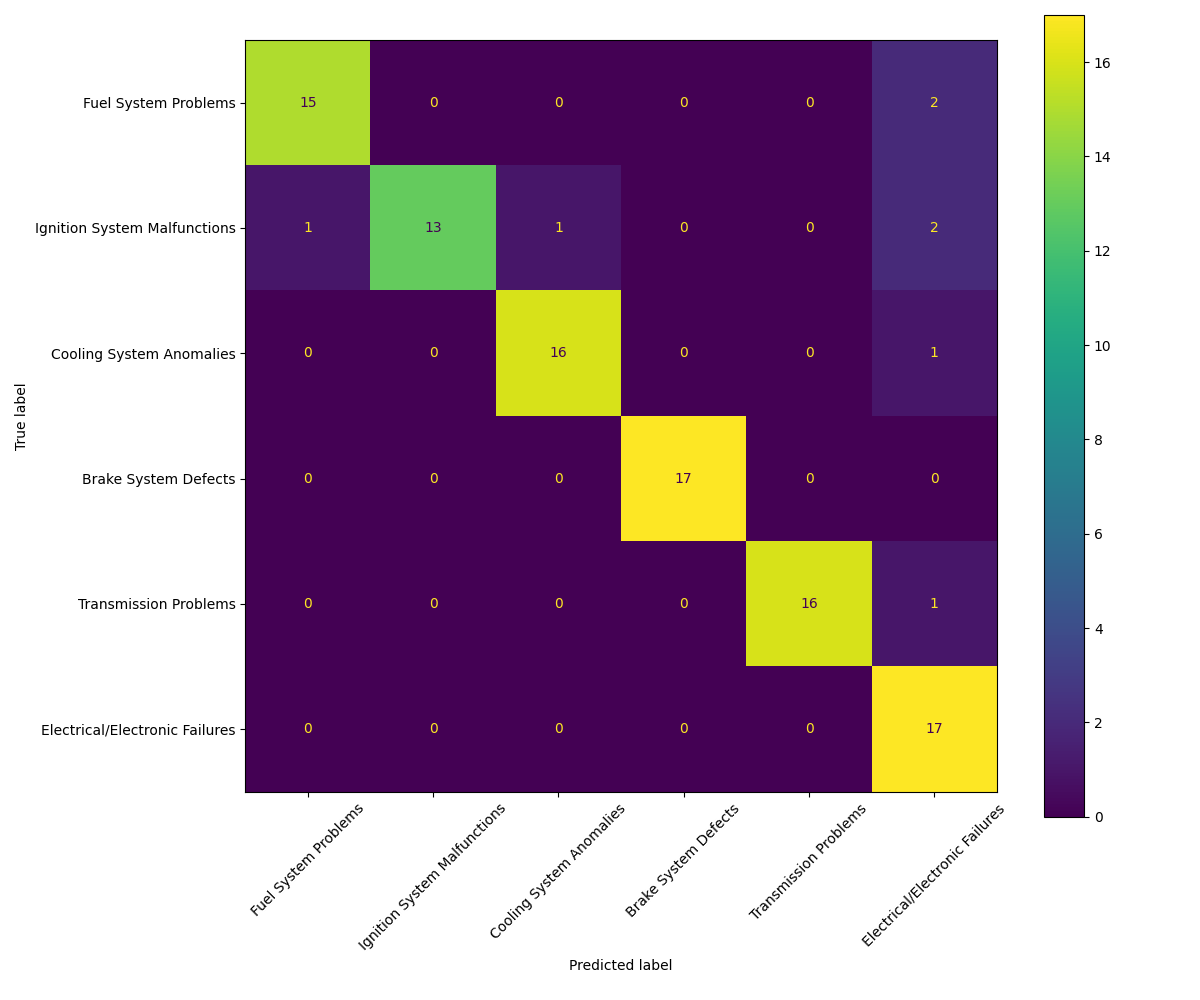 Fuel System Problems 15 0 0 0 0 2
Ignition System Malfunctions 1 13 1 0 0 2
Cooling System Anomalies 0 0 16 0 0 1
Brake System Defects 0 0 0 17 0 0
Transmission Problems 0 0 0 0 16 1
Electrical/Electronic Failures 0 0 0 0 0 17
True label
Fuel System Problems
Ignition System Malfunctions
Cooling System Anomalies
Brake System Defects
Transmission Problems
Electrical/Electronic Failures
Predicted label
16
14
12
10
8
6
4
2
0